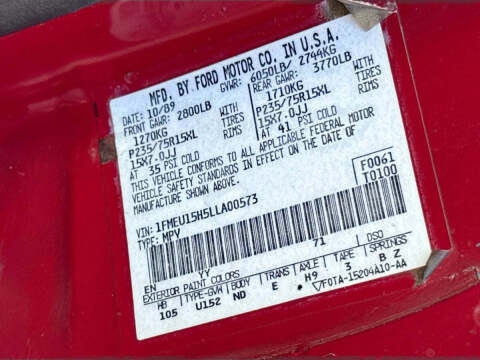 MFD. BY FORD MOTOR CO. IN U.S.A.
DATE: 10/89 GVWR: 6050LB/ 2744KG
FRONT GAWR: 2800LB REAR GAWR: 3770LB
1270KG WITH 1710KG WITH
P235/75R15XL TIRES P235/75R15XL TIRES
15X7.0JJ RIMS 15X7.0JJ RIMS
AT 35 PSI COLD AT 41 PSI COLD
THIS VEHICLE CONFORMS TO ALL APPLICABLE FEDERAL MOTOR
VEHICLE SAFETY STANDARDS IN EFFECT ON THE DATE OF
MANUFACTURE SHOWN ABOVE.
VIN: 1FMEU15H5LLA00573 F0061
TYPE: MPV T0100
EN YY 71 DSO
EXTERIOR PAINT COLORS
WB TYPE-GVW BODY TRANS AXLE TAPE SPRINGS
105 U152 ND E H9 3 B Z
F0TA-15204A10-AA